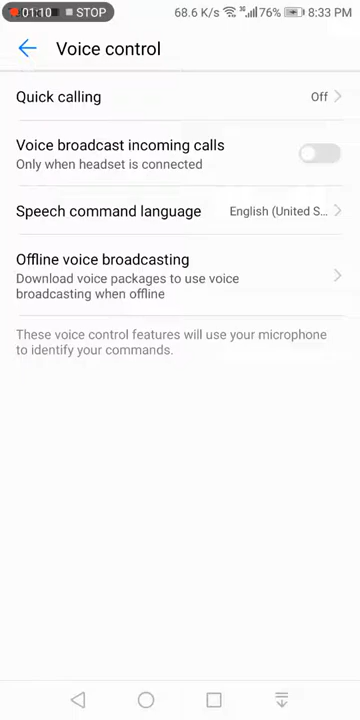 01:10 STOP 68.6 K/s 3G 76% 8:33 PM
Voice control
Quick calling Off
Voice broadcast incoming calls
Only when headset is connected
Speech command language English (United S...
Offline voice broadcasting
Download voice packages to use voice
broadcasting when offline
These voice control features will use your microphone
to identify your commands.